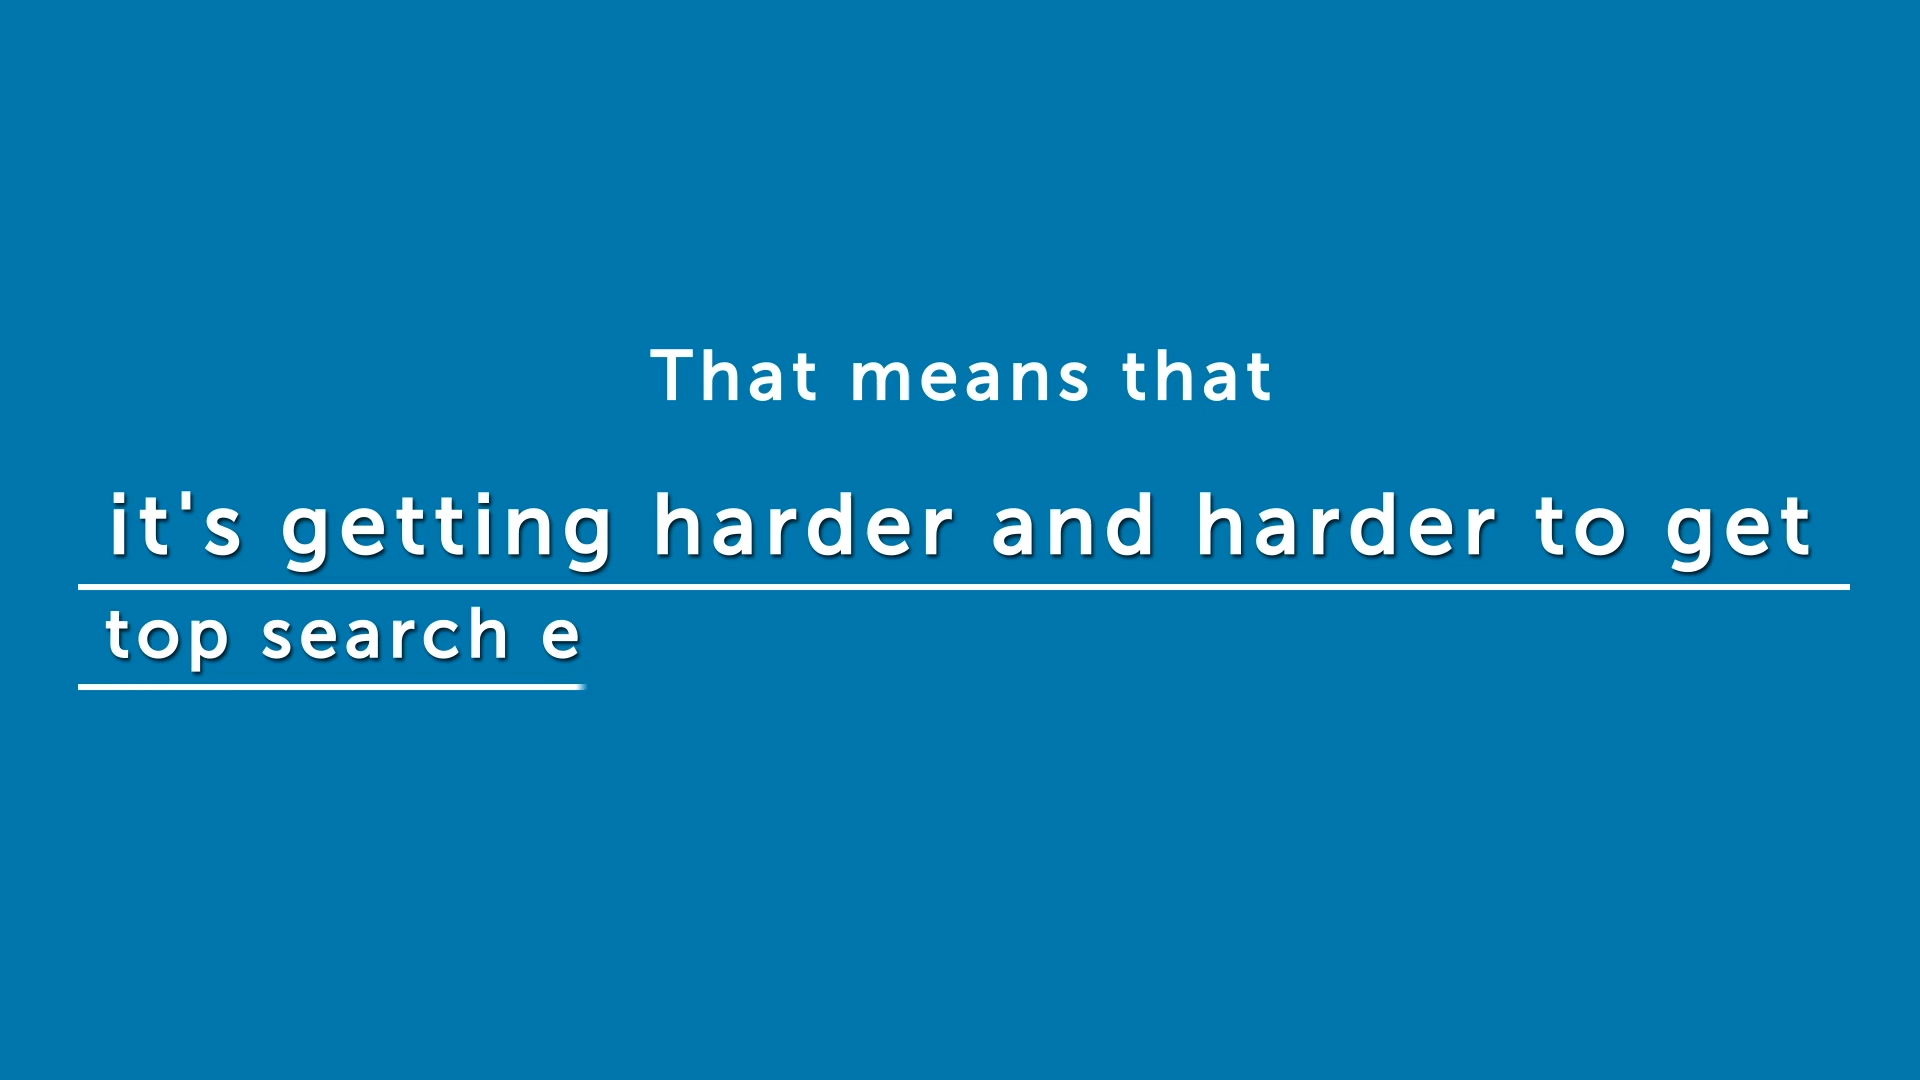 That means that
it's getting harder and harder to get
top search e